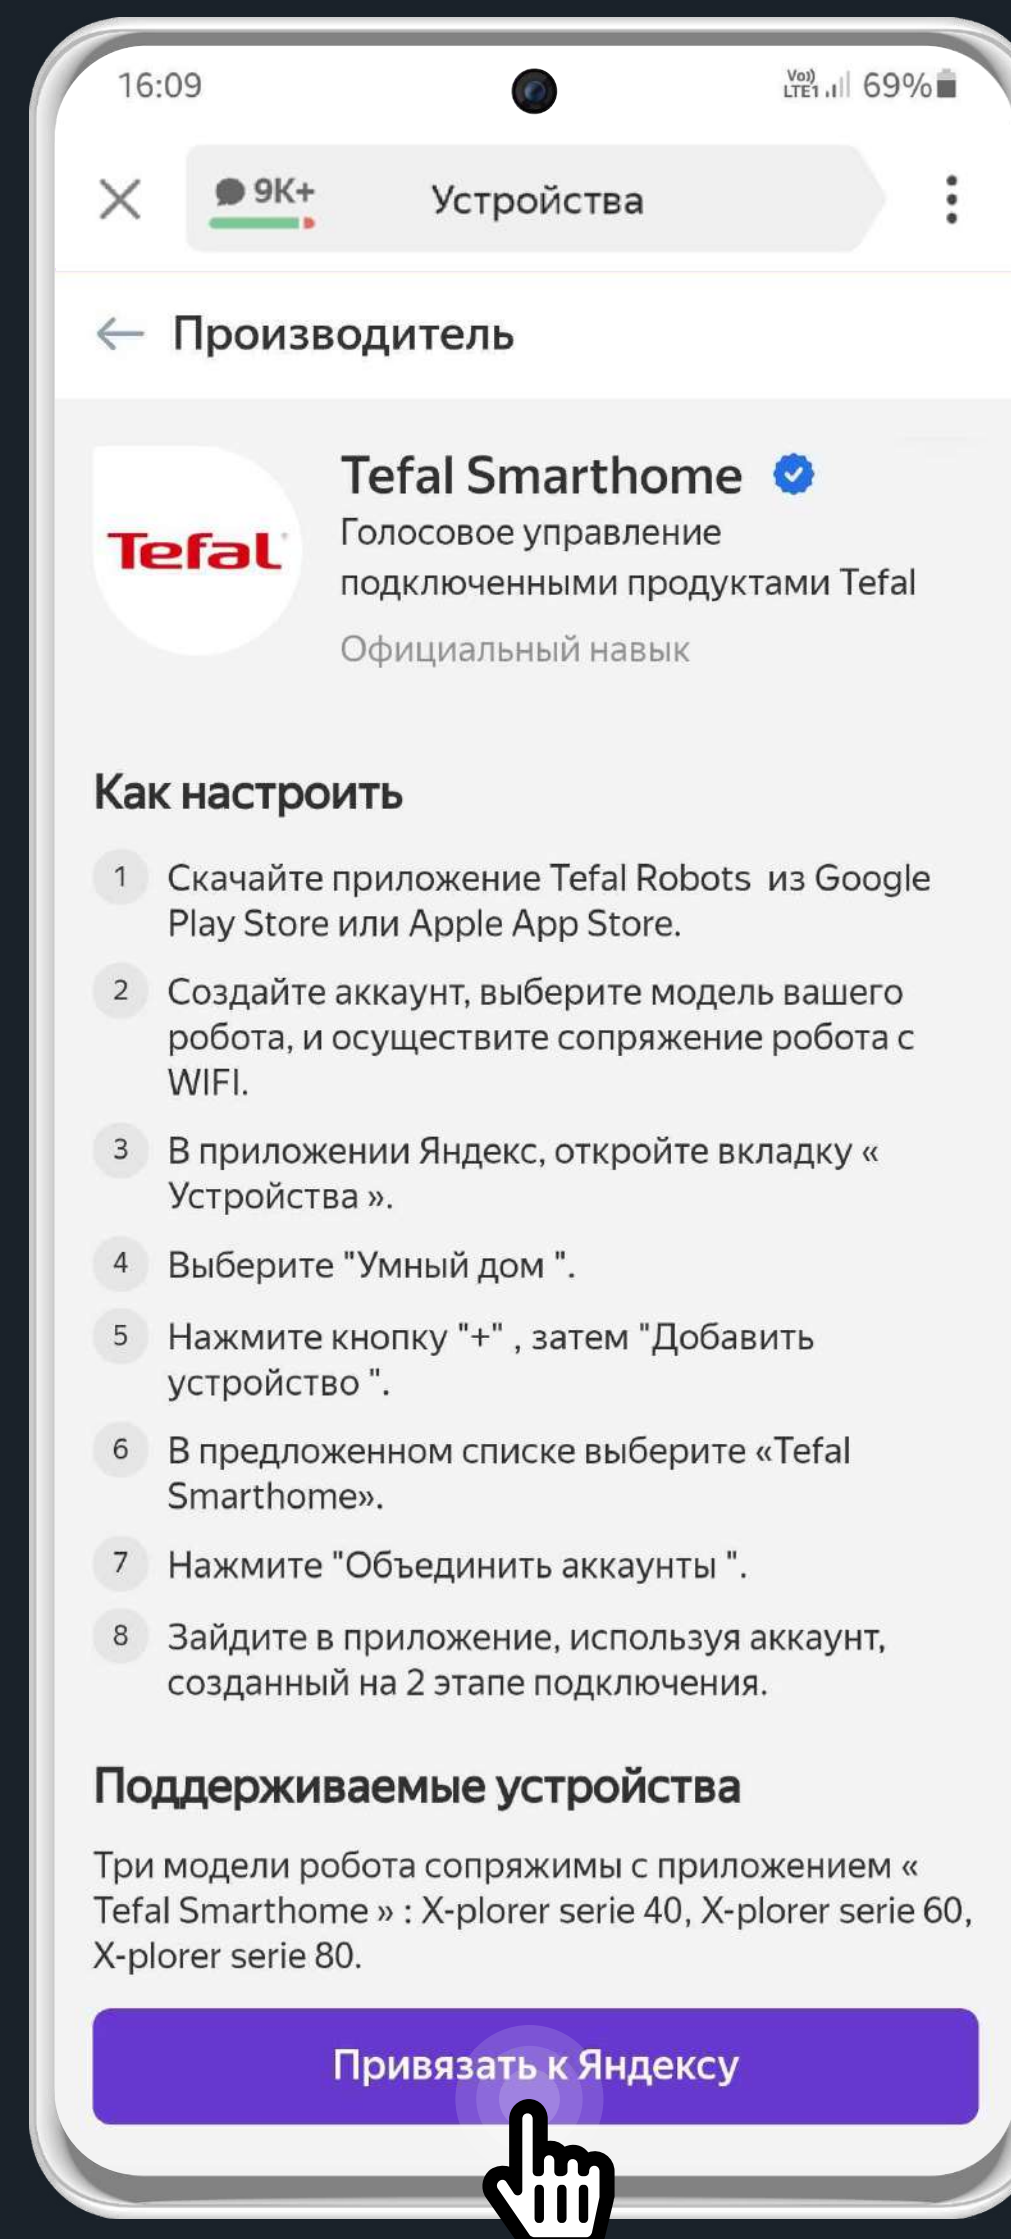 16:09
Vo)) LTE1 69%
9K+ Устройства
Производитель
Tefal Smarthome
Tefal
Голосовое управление
подключенными продуктами Tefal
Официальный навык
Как настроить
1 Скачайте приложение Tefal Robots из Google
Play Store или Apple App Store.
2 Создайте аккаунт, выберите модель вашего
робота, и осуществите сопряжение робота с
WIFI.
3 В приложении Яндекс, откройте вкладку «
Устройства ».
4 Выберите "Умный дом ".
5 Нажмите кнопку "+" , затем "Добавить
устройство ".
6 В предложенном списке выберите «Tefal
Smarthome».
7 Нажмите "Объединить аккаунты ".
8 Зайдите в приложение, используя аккаунт,
созданный на 2 этапе подключения.
Поддерживаемые устройства
Три модели робота сопряжимы с приложением «
Tefal Smarthome » : X-plorer serie 40, X-plorer serie 60,
X-plorer serie 80.
Привязать к Яндексу